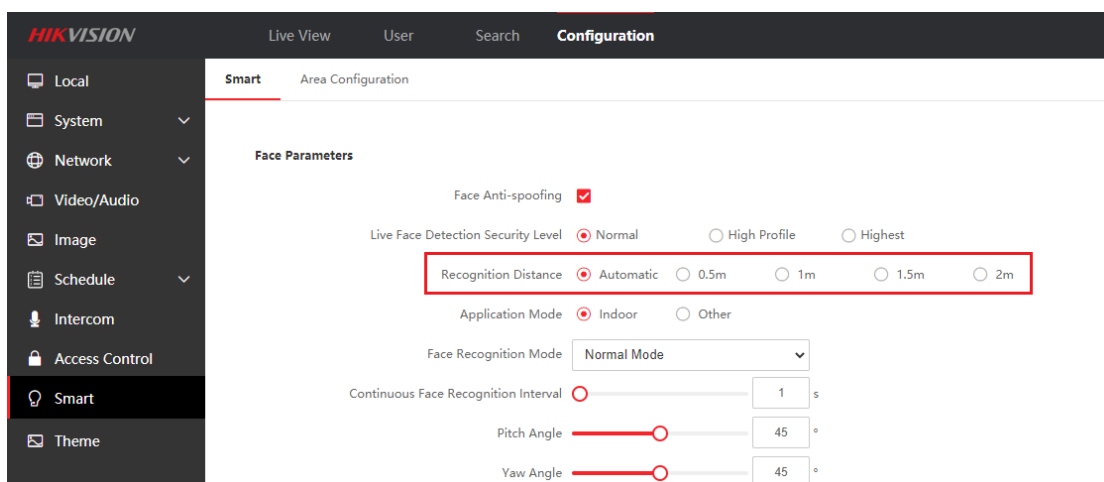 HIKVISION Live View User Search Configuration
Local
System
Network
Video/Audio
Image
Schedule
Intercom
Access Control
Smart
Theme
Smart Area Configuration
Face Parameters
Face Anti-spoofing
Live Face Detection Security Level Normal High Profile Highest
Recognition Distance Automatic 0.5m 1m 1.5m 2m
Application Mode Indoor Other
Face Recognition Mode Normal Mode
Continuous Face Recognition Interval 1 s
Pitch Angle 45 °
Yaw Angle 45 °